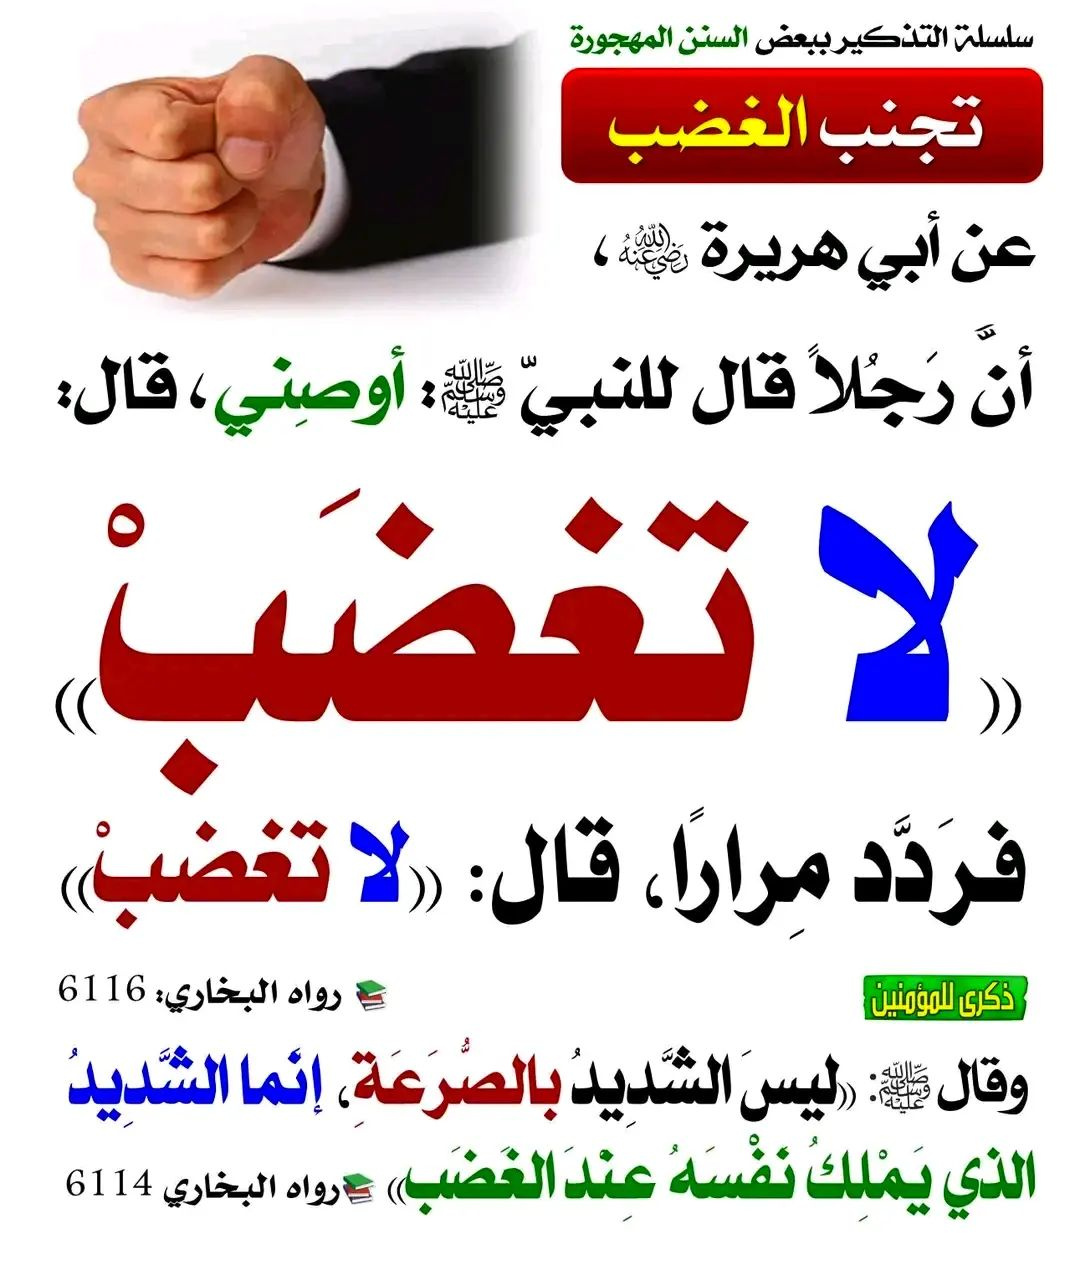 سلسلة التذكير ببعض السنن المهجورة
تجنب الغضب
عن أبي هريرة رضي الله عنه،
أنَّ رَجُلاً قال للنبيّ ﷺ: أوصِني، قال:
((لا تغضَبْ))
فردَّد مِرارًا، قال: ((لا تغضبْ))
ذكرى للمؤمنين
رواه البخاري: 6116
وقال ﷺ: ((ليسَ الشَّديدُ بالصُّرَعَةِ، إنَّما الشَّديدُ
الذي يَمْلِكُ نَفْسَهُ عِنْدَ الغَضَب)) رواه البخاري 6114